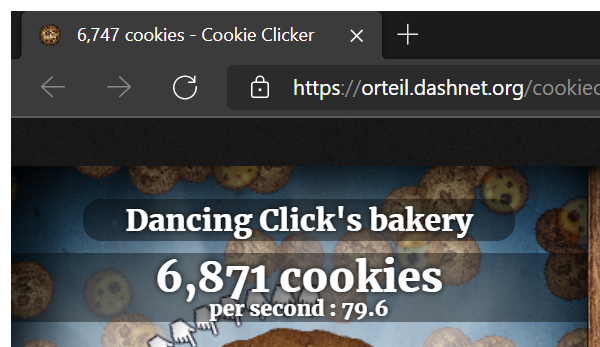 6,747 cookies - Cookie Clicker
https://orteil.dashnet.org/cookiec
Dancing Click's bakery
6,871 cookies
per second : 79.6